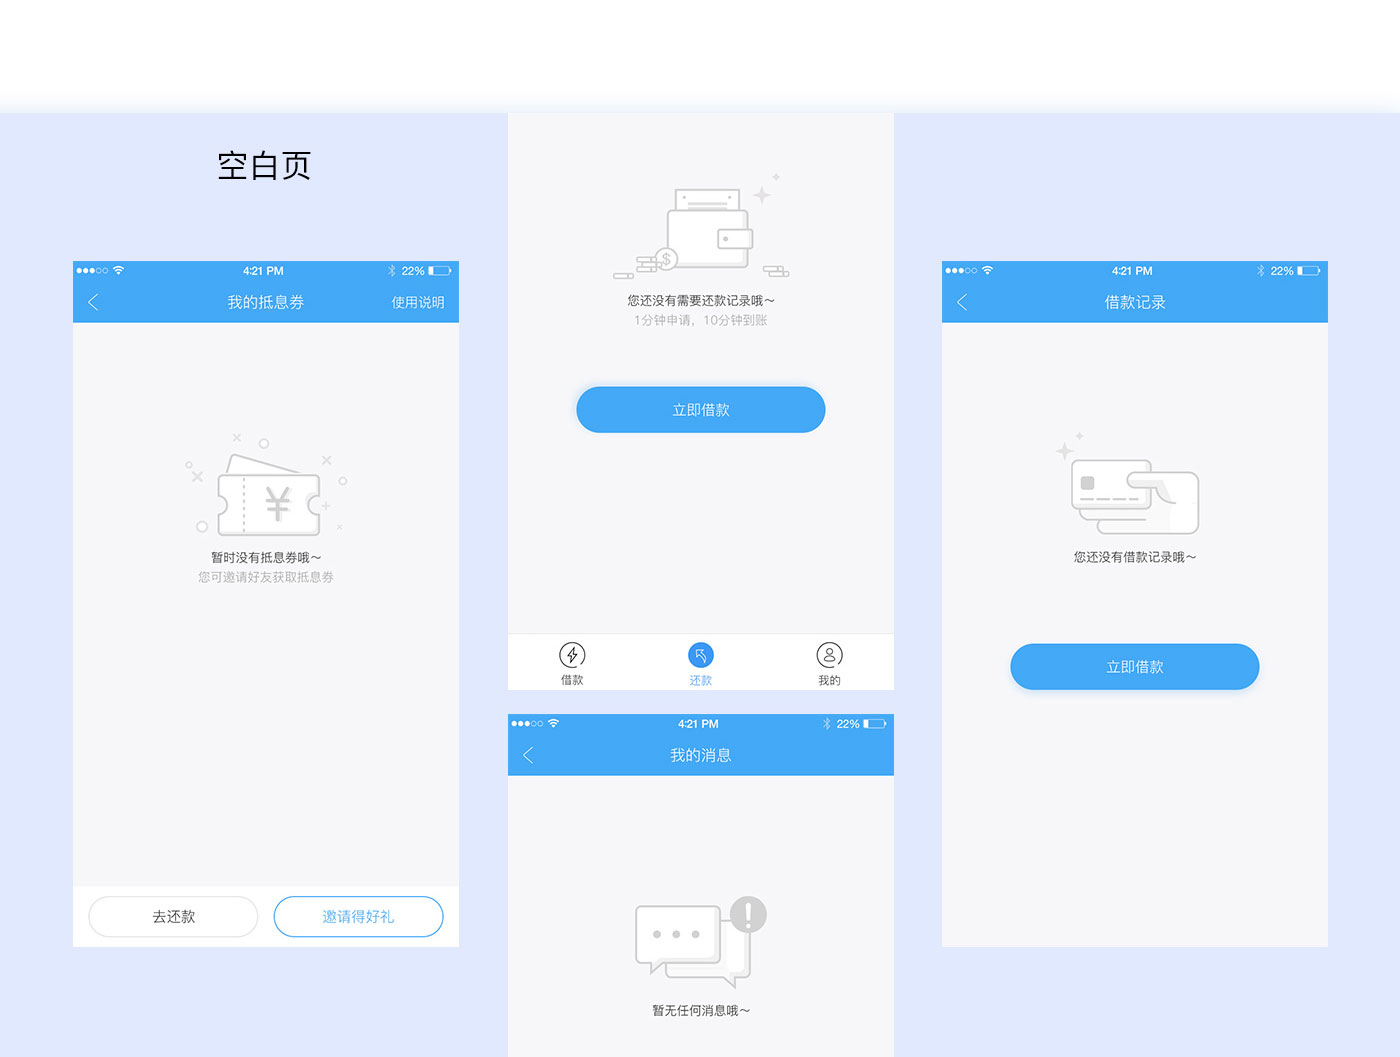 空白页
4:21 PM
22%
我的抵息券
使用说明
¥
暂时没有抵息券哦～
您可邀请好友获取抵息券
去还款
邀请得好礼
$
您还没有需要还款记录哦～
1分钟申请，10分钟到账
立即借款
借款
还款
我的
4:21 PM
22%
我的消息
暂无任何消息哦～
4:21 PM
22%
借款记录
您还没有借款记录哦～
立即借款